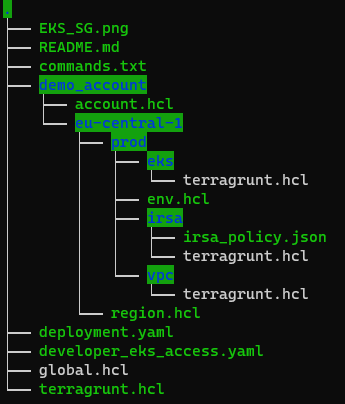 .
├── EKS_SG.png
├── README.md
├── commands.txt
├── demo_account
│   ├── account.hcl
│   └── eu-central-1
│       ├── prod
│       │   ├── eks
│       │   │   └── terragrunt.hcl
│       │   ├── env.hcl
│       │   ├── irsa
│       │   │   ├── irsa_policy.json
│       │   │   └── terragrunt.hcl
│       │   └── vpc
│       │       └── terragrunt.hcl
│       └── region.hcl
├── deployment.yaml
├── developer_eks_access.yaml
├── global.hcl
└── terragrunt.hcl